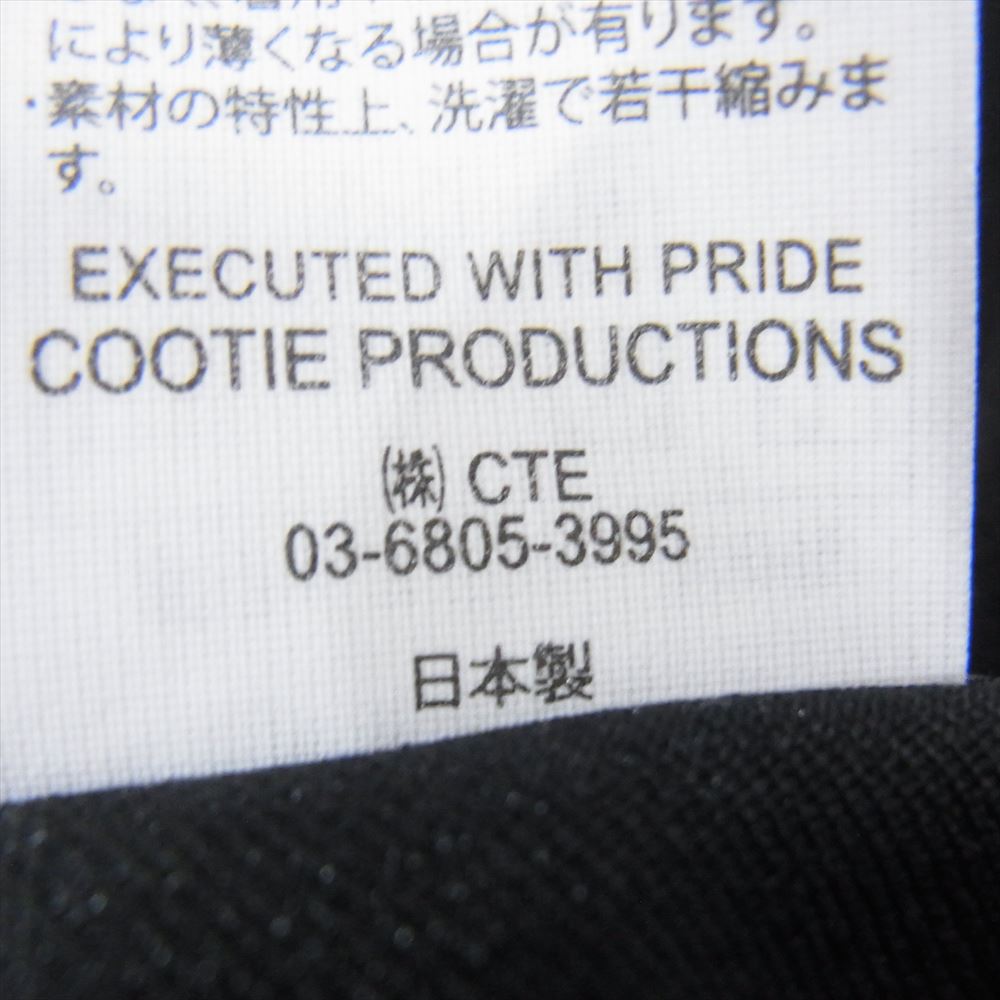 により薄くなる場合が有ります。
・素材の特性上、洗濯で若干縮みま
す。
EXECUTED WITH PRIDE
COOTIE PRODUCTIONS
㈱ CTE
03-6805-3995
日本製